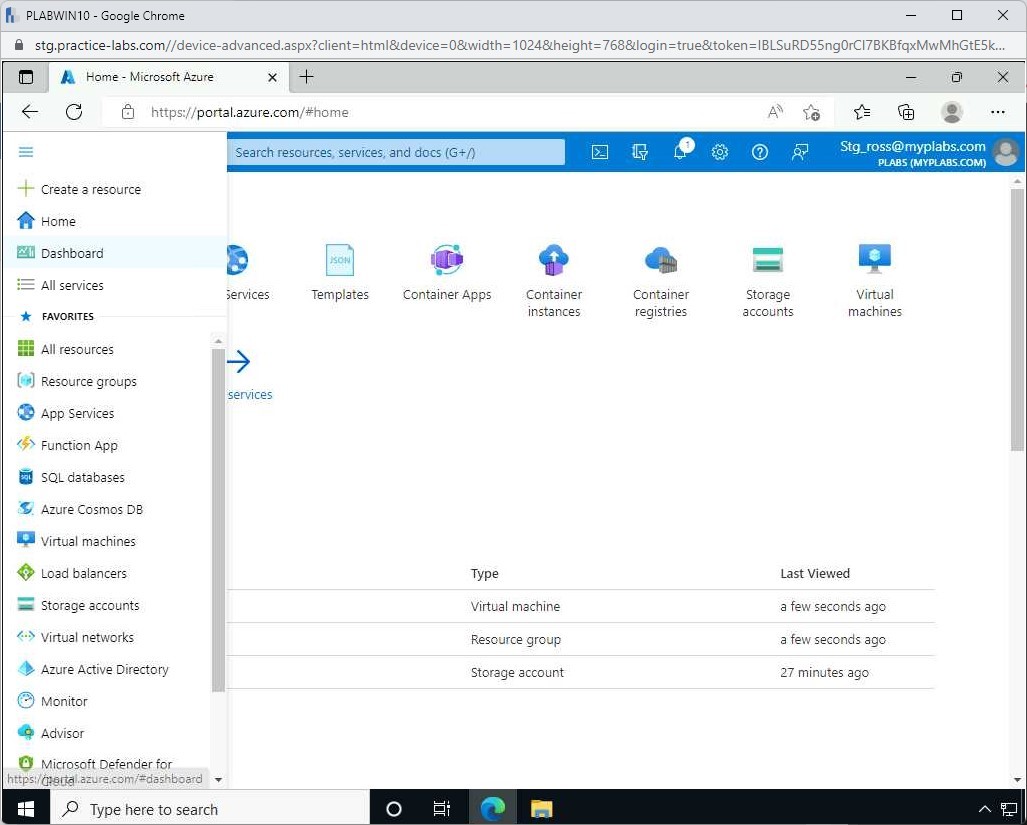 PLABWIN10 - Google Chrome
stg.practice-labs.com//device-advanced.aspx?client=html&device=0&width=1024&height=768&login=true&token=IBLSuRD55ng0rCl7BKBfqxMwMhGtE5k...
Home - Microsoft Azure
https://portal.azure.com/#home
Search resources, services, and docs (G+/)
1
Stg_ross@myplabs.com
PLABS (MYPLABS.COM)
Create a resource
Home
Dashboard
All services
FAVORITES
All resources
Resource groups
App Services
Function App
SQL databases
Azure Cosmos DB
Virtual machines
Load balancers
Storage accounts
Virtual networks
Azure Active Directory
Monitor
Advisor
Microsoft Defender for
Cloud
https://portal.azure.com/#dashboard
Services
Templates
Container Apps
Container
instances
Container
registries
Storage
accounts
Virtual
machines
JSON
services
Type
Last Viewed
Virtual machine
a few seconds ago
Resource group
a few seconds ago
Storage account
27 minutes ago
Type here to search